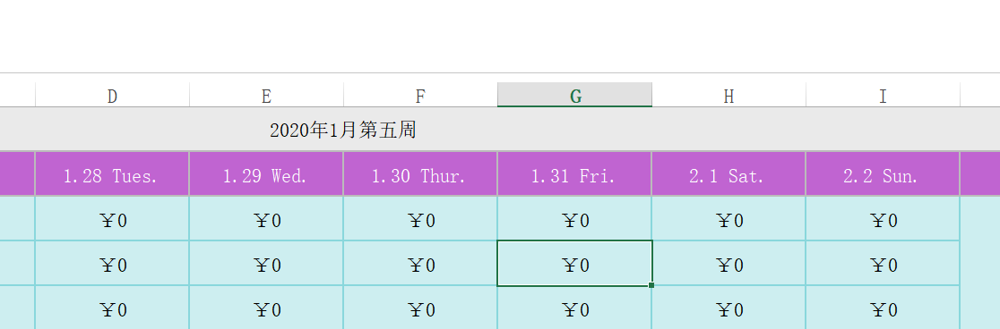 D E F G H I
2020年1月第五周
1.28 Tues. 1.29 Wed. 1.30 Thur. 1.31 Fri. 2.1 Sat. 2.2 Sun.
¥0 ¥0 ¥0 ¥0 ¥0 ¥0
¥0 ¥0 ¥0 ¥0 ¥0 ¥0
¥0 ¥0 ¥0 ¥0 ¥0 ¥0